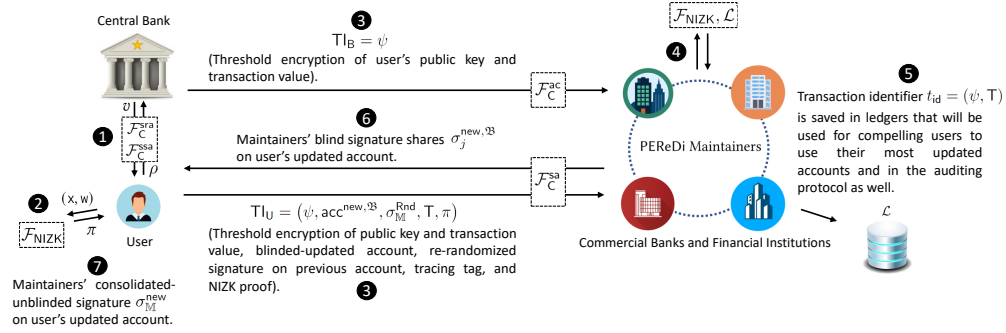 Central Bank
v
1
F_C^sra
F_C^ssa
ρ
2
(x, w)
π
F_NIZK
User
7
Maintainers' consolidated-
unblinded signature σ_𝕄^new
on user's updated account.
3
TI_B = ψ
(Threshold encryption of user's public key and
transaction value).
F_C^ac
6
Maintainers' blind signature shares σ_j^{new,𝔅}
on user's updated account.
F_C^sa
TI_U = (ψ, acc^{new,𝔅}, σ_𝕄^Rnd, T, π)
(Threshold encryption of public key and transaction
value, blinded-updated account, re-randomized
signature on previous account, tracing tag, and
NIZK proof).
3
F_NIZK, L
4
PEReDi Maintainers
Commercial Banks and Financial Institutions
5
Transaction identifier t_id = (ψ, T)
is saved in ledgers that will be
used for compelling users to
use their most updated
accounts and in the auditing
protocol as well.
L